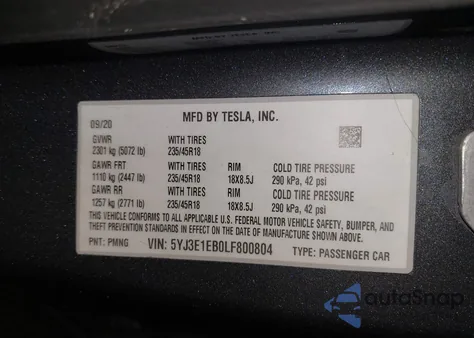 MFD BY TESLA, INC.
09/20
GVWR WITH TIRES
2301 kg (5072 lb) 235/45R18
GAWR FRT WITH TIRES RIM COLD TIRE PRESSURE
1110 kg (2447 lb) 235/45R18 18X8.5J 290 kPa, 42 psi
GAWR RR WITH TIRES RIM COLD TIRE PRESSURE
1257 kg (2771 lb) 235/45R18 18X8.5J 290 kPa, 42 psi
THIS VEHICLE CONFORMS TO ALL APPLICABLE U.S. FEDERAL MOTOR VEHICLE SAFETY, BUMPER, AND
THEFT PREVENTION STANDARDS IN EFFECT ON THE DATE OF MANUFACTURE SHOWN ABOVE.
PNT: PMNG VIN: 5YJ3E1EB0LF800804 TYPE: PASSENGER CAR
autoSnap